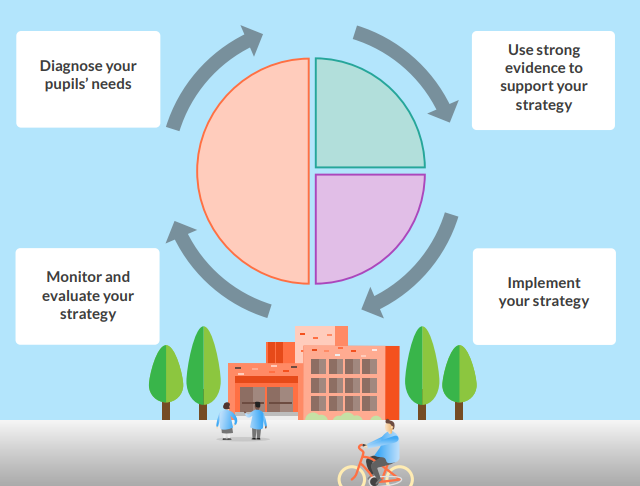 Diagnose your
pupils’ needs
Use strong
evidence to
support your
strategy
Monitor and
evaluate your
strategy
Implement
your strategy